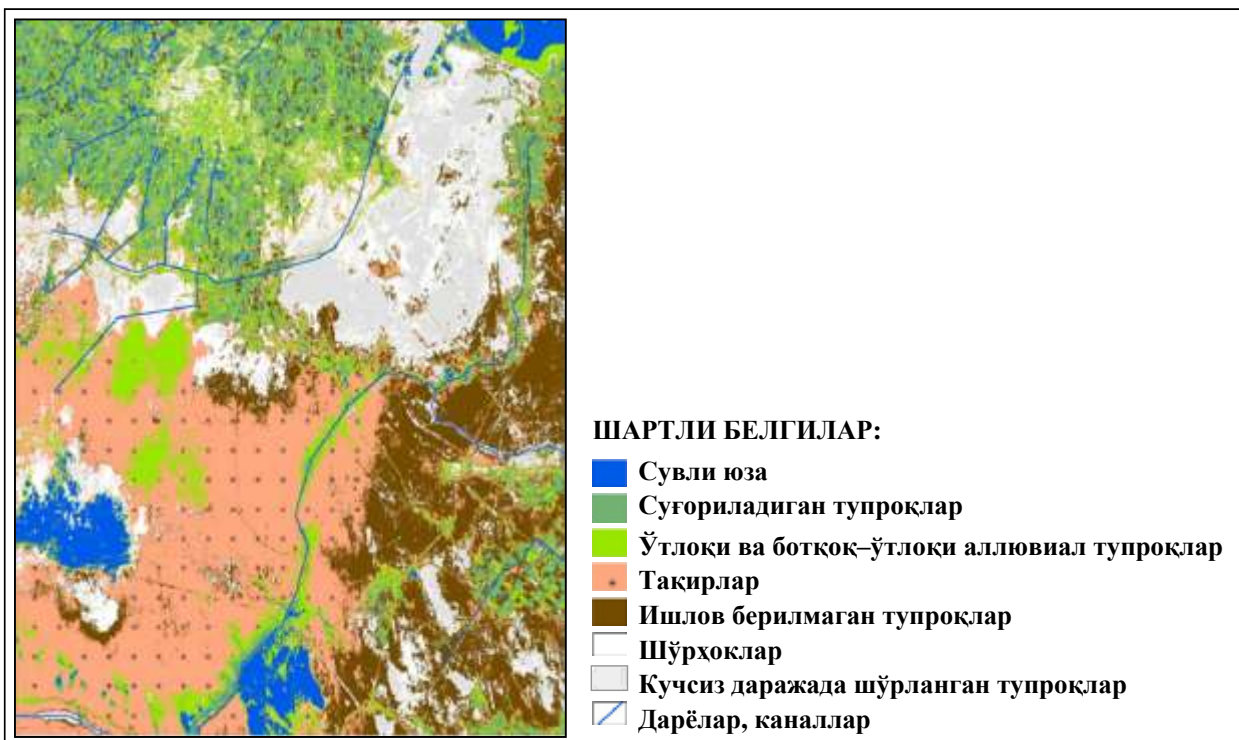 ШАРТЛИ БЕЛГИЛАР:
Сувли юза
Суғориладиган тупроқлар
Ўтлоқи ва ботқоқ–ўтлоқи аллювиал тупроқлар
Тақирлар
Ишлов берилмаган тупроқлар
Шўрҳоклар
Кучсиз даражада шўрланган тупроқлар
Дарёлар, каналлар